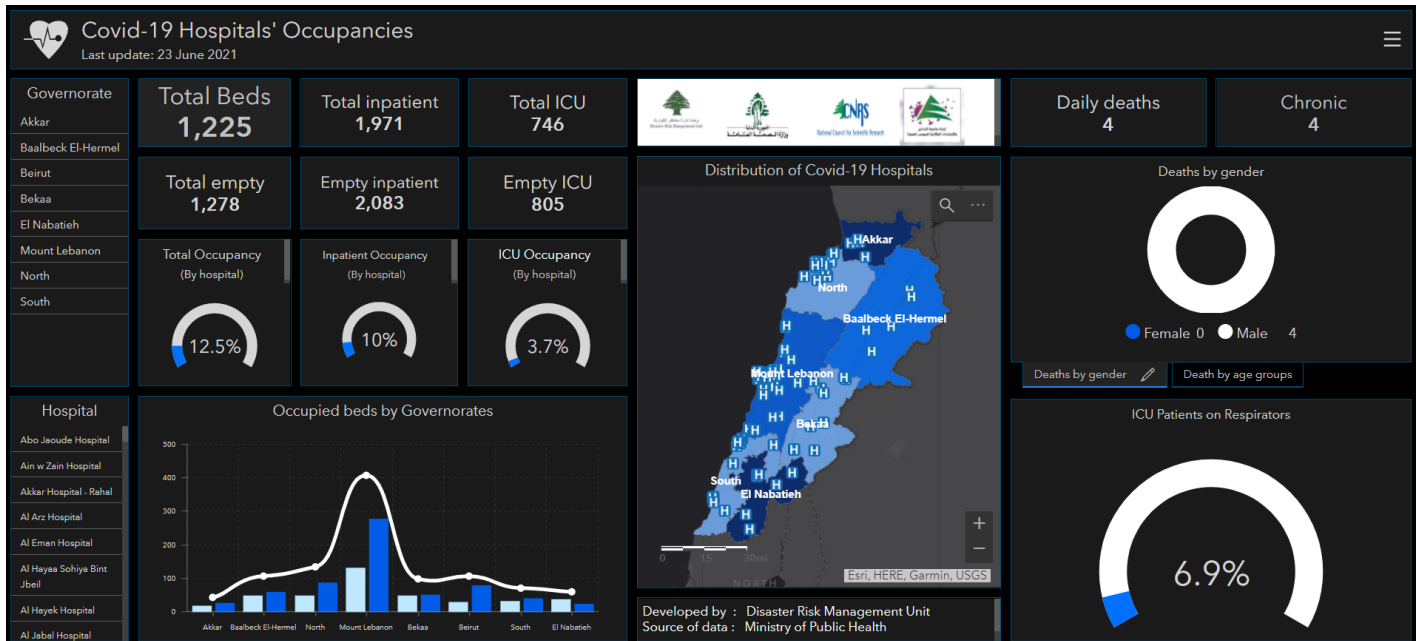 Covid-19 Hospitals' Occupancies
Last update: 23 June 2021
Governorate
Akkar
Baalbeck El-Hermel
Beirut
Bekaa
El Nabatieh
Mount Lebanon
North
South
Total Beds
1,225
Total inpatient
1,971
Total ICU
746
Total empty
1,278
Empty inpatient
2,083
Empty ICU
805
Total Occupancy
(By hospital)
12.5%
Inpatient Occupancy
(By hospital)
10%
ICU Occupancy
(By hospital)
3.7%
CNRS
National Council for Scientific Research
Daily deaths
4
Chronic
4
Distribution of Covid-19 Hospitals
Akkar
North
Baalbeck El-Hermel
Mount Lebanon
Bekaa
South
El Nabatieh
0 15 30mi
NORTH
Esri, HERE, Garmin, USGS
Deaths by gender
Female 0 Male 4
Deaths by gender
Death by age groups
Hospital
Abo Jaoude Hospital
Ain w Zain Hospital
Akkar Hospital - Rahal
Al Arz Hospital
Al Eman Hospital
Al Hayaa Sohiya Bint
Jbeil
Al Hayek Hospital
Al Jabal Hospital
Occupied beds by Governorates
500
400
300
200
100
0
Akkar Baalbeck El-Hermel North Mount Lebanon Bekaa Beirut South El Nabatieh
Developed by : Disaster Risk Management Unit
Source of data : Ministry of Public Health
ICU Patients on Respirators
6.9%